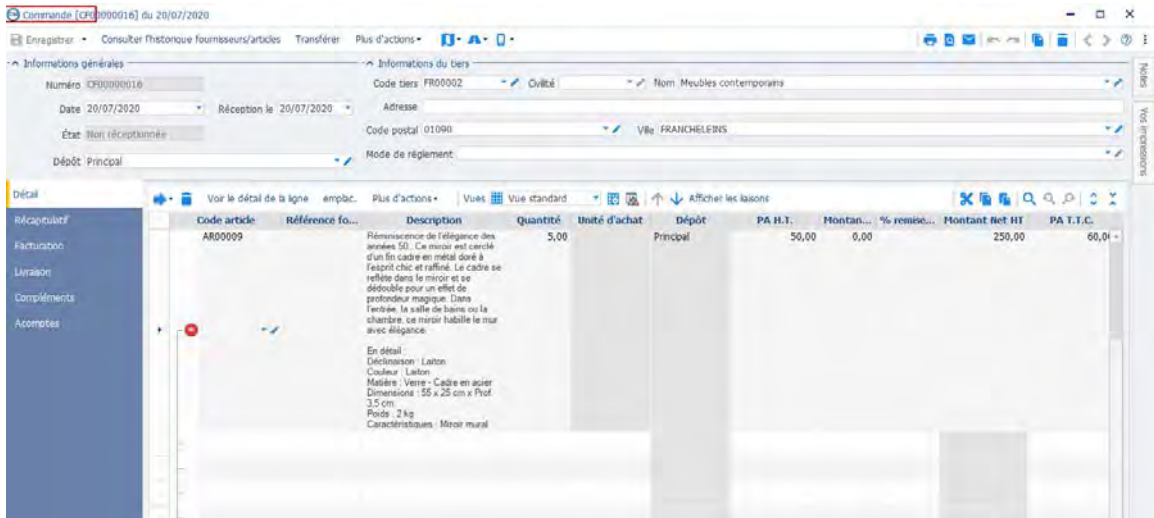 Commande [CF00000016] du 20/07/2020
Enregistrer Consulter l'historique fournisseurs/articles Transférer Plus d'actions
Informations générales
Numéro CF00000016
Date 20/07/2020 Réception le 20/07/2020
État Non réceptionnée
Dépôt Principal
Informations du tiers
Code tiers FR00002 Civilité Nom Meubles contemporains
Adresse
Code postal 01090 Ville FRANCHELEINS
Mode de règlement
Notes
Vos impressions
Détail
Récapitulatif
Facturation
Livraison
Compléments
Acomptes
Voir le détail de la ligne emplac. Plus d'actions Vues Vue standard Afficher les liaisons
Code article Référence fo... Description Quantité Unité d'achat Dépôt PA H.T. Montan... % remise... Montant Net HT PA T.T.C.
AR00009 Réminiscence de l'élégance des 5,00 Principal 50,00 0,00 250,00 60,0
années 50.. Ce miroir est cerclé
d'un fin cadre en métal doré à
l'esprit chic et raffiné. Le cadre se
reflète dans le miroir et se
dédouble pour un effet de
profondeur magique. Dans
l'entrée, la salle de bains ou la
chambre, ce miroir habille le mur
avec élégance.
En détail :
Déclinaison : Laiton
Couleur : Laiton
Matière : Verre - Cadre en acier
Dimensions : 55 x 25 cm x Prof.
3,5 cm
Poids : 2 kg
Caractéristiques : Miroir mural